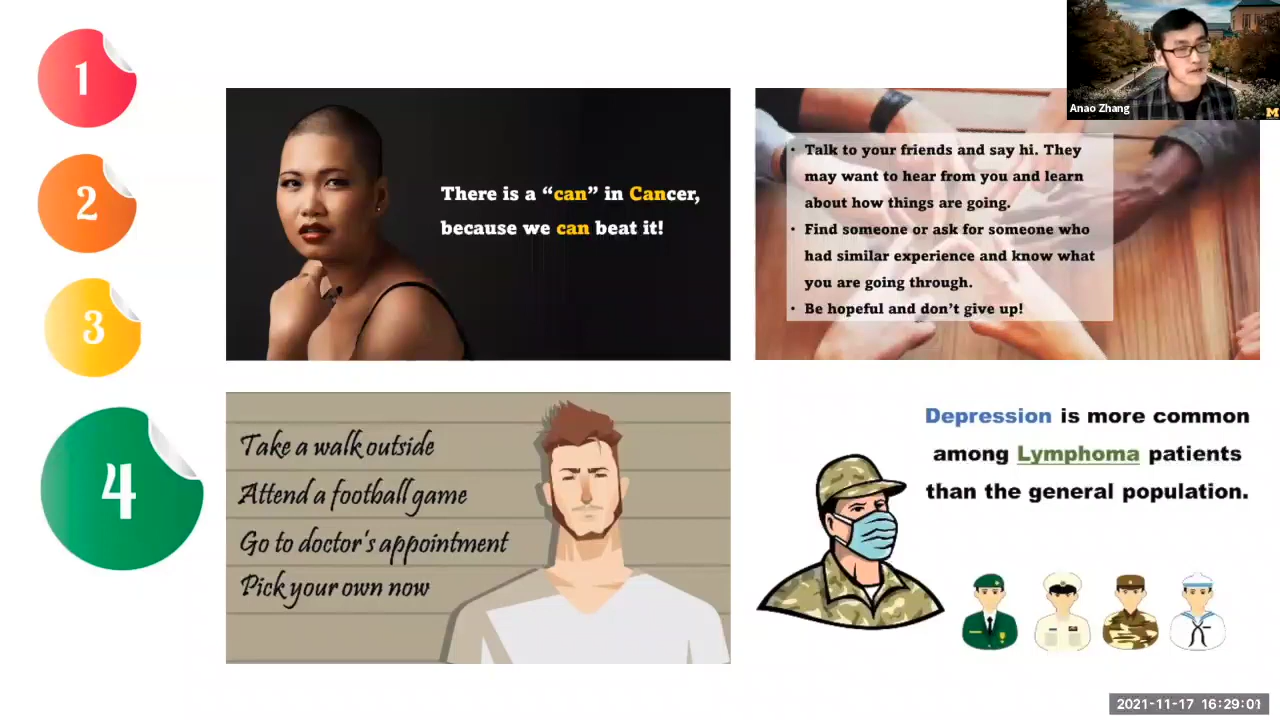 1
2
3
4
There is a “can” in Cancer,
because we can beat it!
Anao Zhang
M
• Talk to your friends and say hi. They
may want to hear from you and learn
about how things are going.
• Find someone or ask for someone who
had similar experience and know what
you are going through.
• Be hopeful and don’t give up!
Take a walk outside
Attend a football game
Go to doctor's appointment
Pick your own now
Depression is more common
among Lymphoma patients
than the general population.
2021-11-17 16:29:01